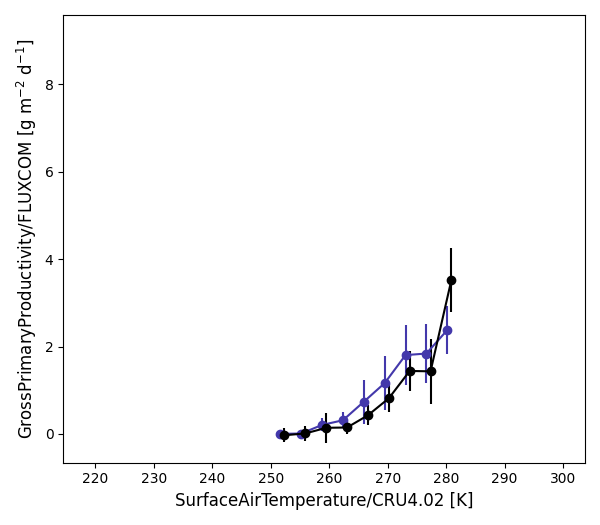 GrossPrimaryProductivity/FLUXCOM [g m⁻² d⁻¹]
8
6
4
2
0
220 230 240 250 260 270 280 290 300
SurfaceAirTemperature/CRU4.02 [K]